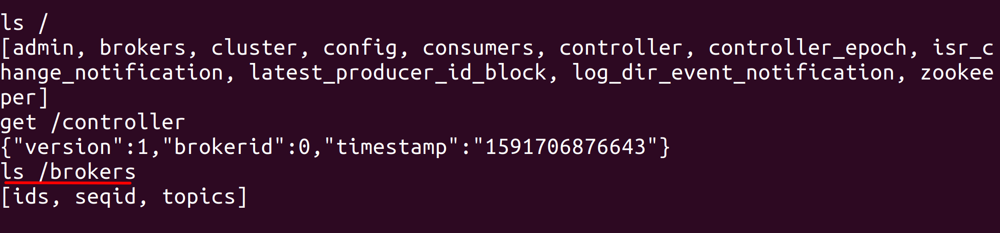 ls /
[admin, brokers, cluster, config, consumers, controller, controller_epoch, isr_c
hange_notification, latest_producer_id_block, log_dir_event_notification, zookee
per]
get /controller
{"version":1,"brokerid":0,"timestamp":"1591706876643"}
ls /brokers
[ids, seqid, topics]